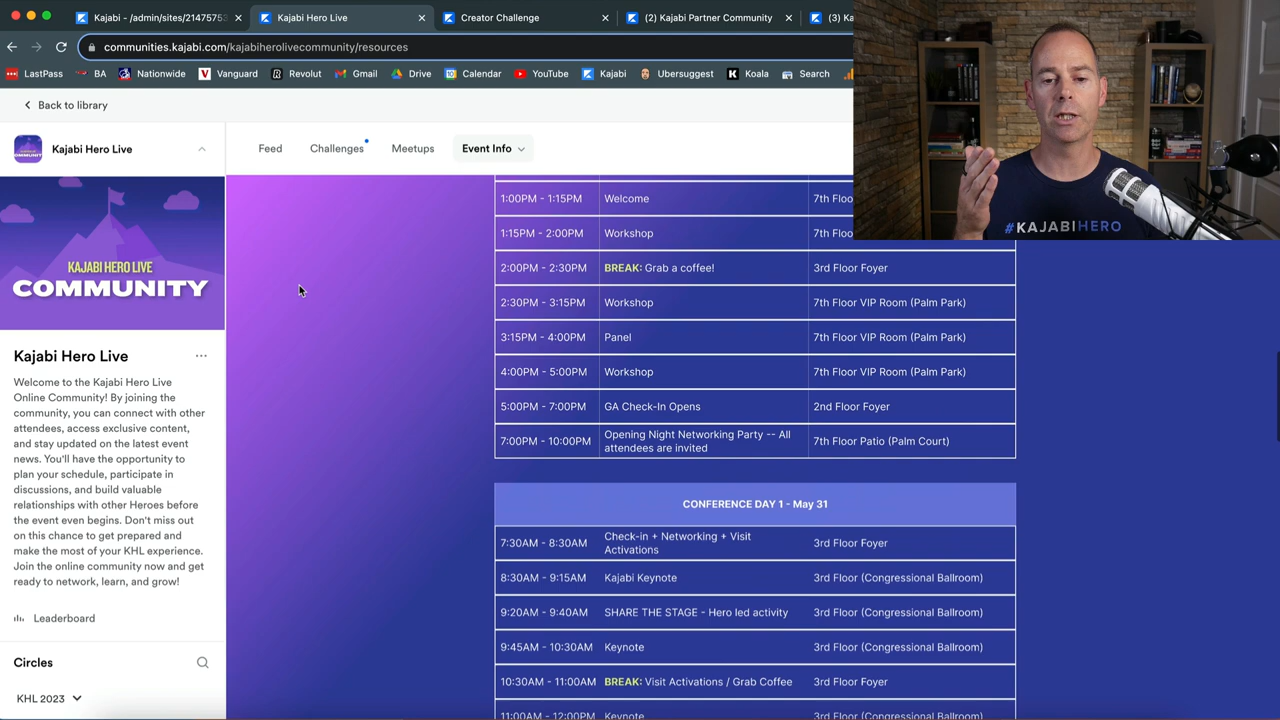 Kajabi - /admin/sites/21475753
Kajabi Hero Live
Creator Challenge
(2) Kajabi Partner Community
(3) Ka
communities.kajabi.com/kajabiherolivecommunity/resources
LastPass
BA
Nationwide
Vanguard
Revolut
Gmail
Drive
Calendar
YouTube
Kajabi
Ubersuggest
Koala
Search
Back to library
Kajabi Hero Live
Feed
Challenges
Meetups
Event Info
COMMUNITY
KAJABI HERO LIVE
COMMUNITY
Kajabi Hero Live
Welcome to the Kajabi Hero Live
Online Community! By joining the
community, you can connect with other
attendees, access exclusive content,
and stay updated on the latest event
news. You'll have the opportunity to
plan your schedule, participate in
discussions, and build valuable
relationships with other Heroes before
the event even begins. Don't miss out
on this chance to get prepared and
make the most of your KHL experience.
Join the online community now and get
ready to network, learn, and grow!
Leaderboard
Circles
KHL 2023
1:00PM - 1:15PM Welcome 7th Floo
1:15PM - 2:00PM Workshop 7th Floo
2:00PM - 2:30PM BREAK: Grab a coffee! 3rd Floor Foyer
2:30PM - 3:15PM Workshop 7th Floor VIP Room (Palm Park)
3:15PM - 4:00PM Panel 7th Floor VIP Room (Palm Park)
4:00PM - 5:00PM Workshop 7th Floor VIP Room (Palm Park)
5:00PM - 7:00PM GA Check-In Opens 2nd Floor Foyer
7:00PM - 10:00PM Opening Night Networking Party -- All
attendees are invited
7th Floor Patio (Palm Court)
CONFERENCE DAY 1 - May 31
7:30AM - 8:30AM Check-in + Networking + Visit
Activations
3rd Floor Foyer
8:30AM - 9:15AM Kajabi Keynote 3rd Floor (Congressional Ballroom)
9:20AM - 9:40AM SHARE THE STAGE - Hero led activity 3rd Floor (Congressional Ballroom)
9:45AM - 10:30AM Keynote 3rd Floor (Congressional Ballroom)
10:30AM - 11:00AM BREAK: Visit Activations / Grab Coffee 3rd Floor Foyer
11:00AM - 12:00PM Keynote 3rd Floor (Congressional Ballroom)
#KAJABIHERO